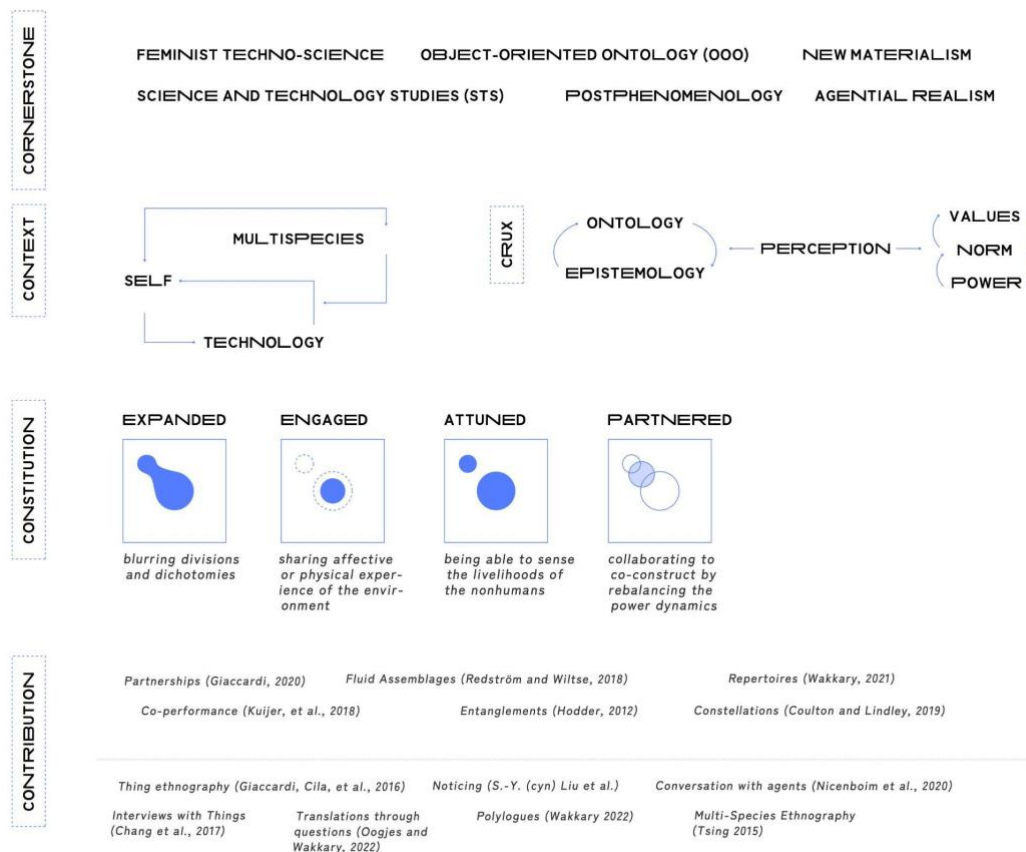 CORNERSTONE
FEMINIST TECHNO-SCIENCE
OBJECT-ORIENTED ONTOLOGY (OOO)
NEW MATERIALISM
SCIENCE AND TECHNOLOGY STUDIES (STS)
POSTPHENOMENOLOGY
AGENTIAL REALISM
CONTEXT
MULTISPECIES
SELF
TECHNOLOGY
CRUX
ONTOLOGY
EPISTEMOLOGY
PERCEPTION
VALUES
NORM
POWER
CONSTITUTION
EXPANDED
blurring divisions
and dichotomies
ENGAGED
sharing affective
or physical exper-
ience of the envir-
onment
ATTUNED
being able to sense
the livelihoods of
the nonhumans
PARTNERED
collaborating to
co-construct by
rebalancing the
power dynamics
CONTRIBUTION
Partnerships (Giaccardi, 2020)
Fluid Assemblages (Redström and Wiltse, 2018)
Repertoires (Wakkary, 2021)
Co-performance (Kuijer, et al., 2018)
Entanglements (Hodder, 2012)
Constellations (Coulton and Lindley, 2019)
Thing ethnography (Giaccardi, Cila, et al., 2016)
Noticing (S.-Y. (cyn) Liu et al.)
Conversation with agents (Nicenboim et al., 2020)
Interviews with Things
(Chang et al., 2017)
Translations through
questions (Oogjes and
Wakkary, 2022)
Polylogues (Wakkary 2022)
Multi-Species Ethnography
(Tsing 2015)